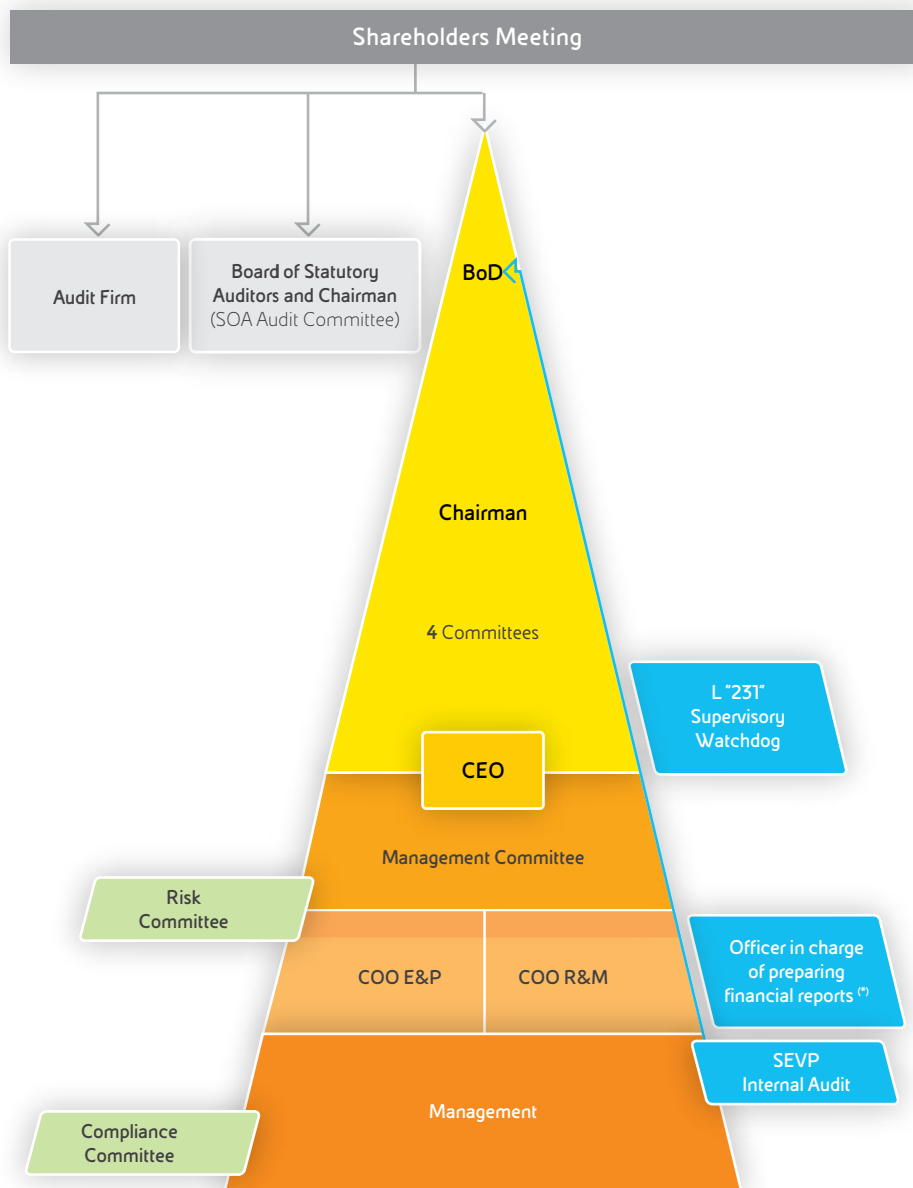 Shareholders Meeting
Audit Firm
Board of Statutory
Auditors and Chairman
(SOA Audit Committee)
BoD
Chairman
4 Committees
L “231”
Supervisory
Watchdog
CEO
Management Committee
Risk
Committee
COO E&P
COO R&M
Officer in charge
of preparing
financial reports (*)
SEVP
Internal Audit
Management
Compliance
Committee